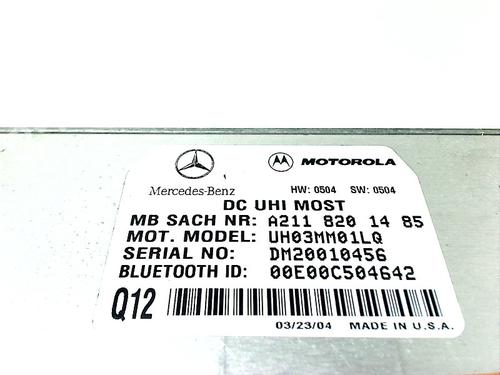 MOTOROLA
Mercedes-Benz HW: 0504 SW: 0504
DC UHI MOST
MB SACH NR: A211 820 14 85
MOT. MODEL: UH03MM01LQ
SERIAL NO: DM20010456
BLUETOOTH ID: 00E00C504642
Q12
03/23/04 MADE IN U.S.A.